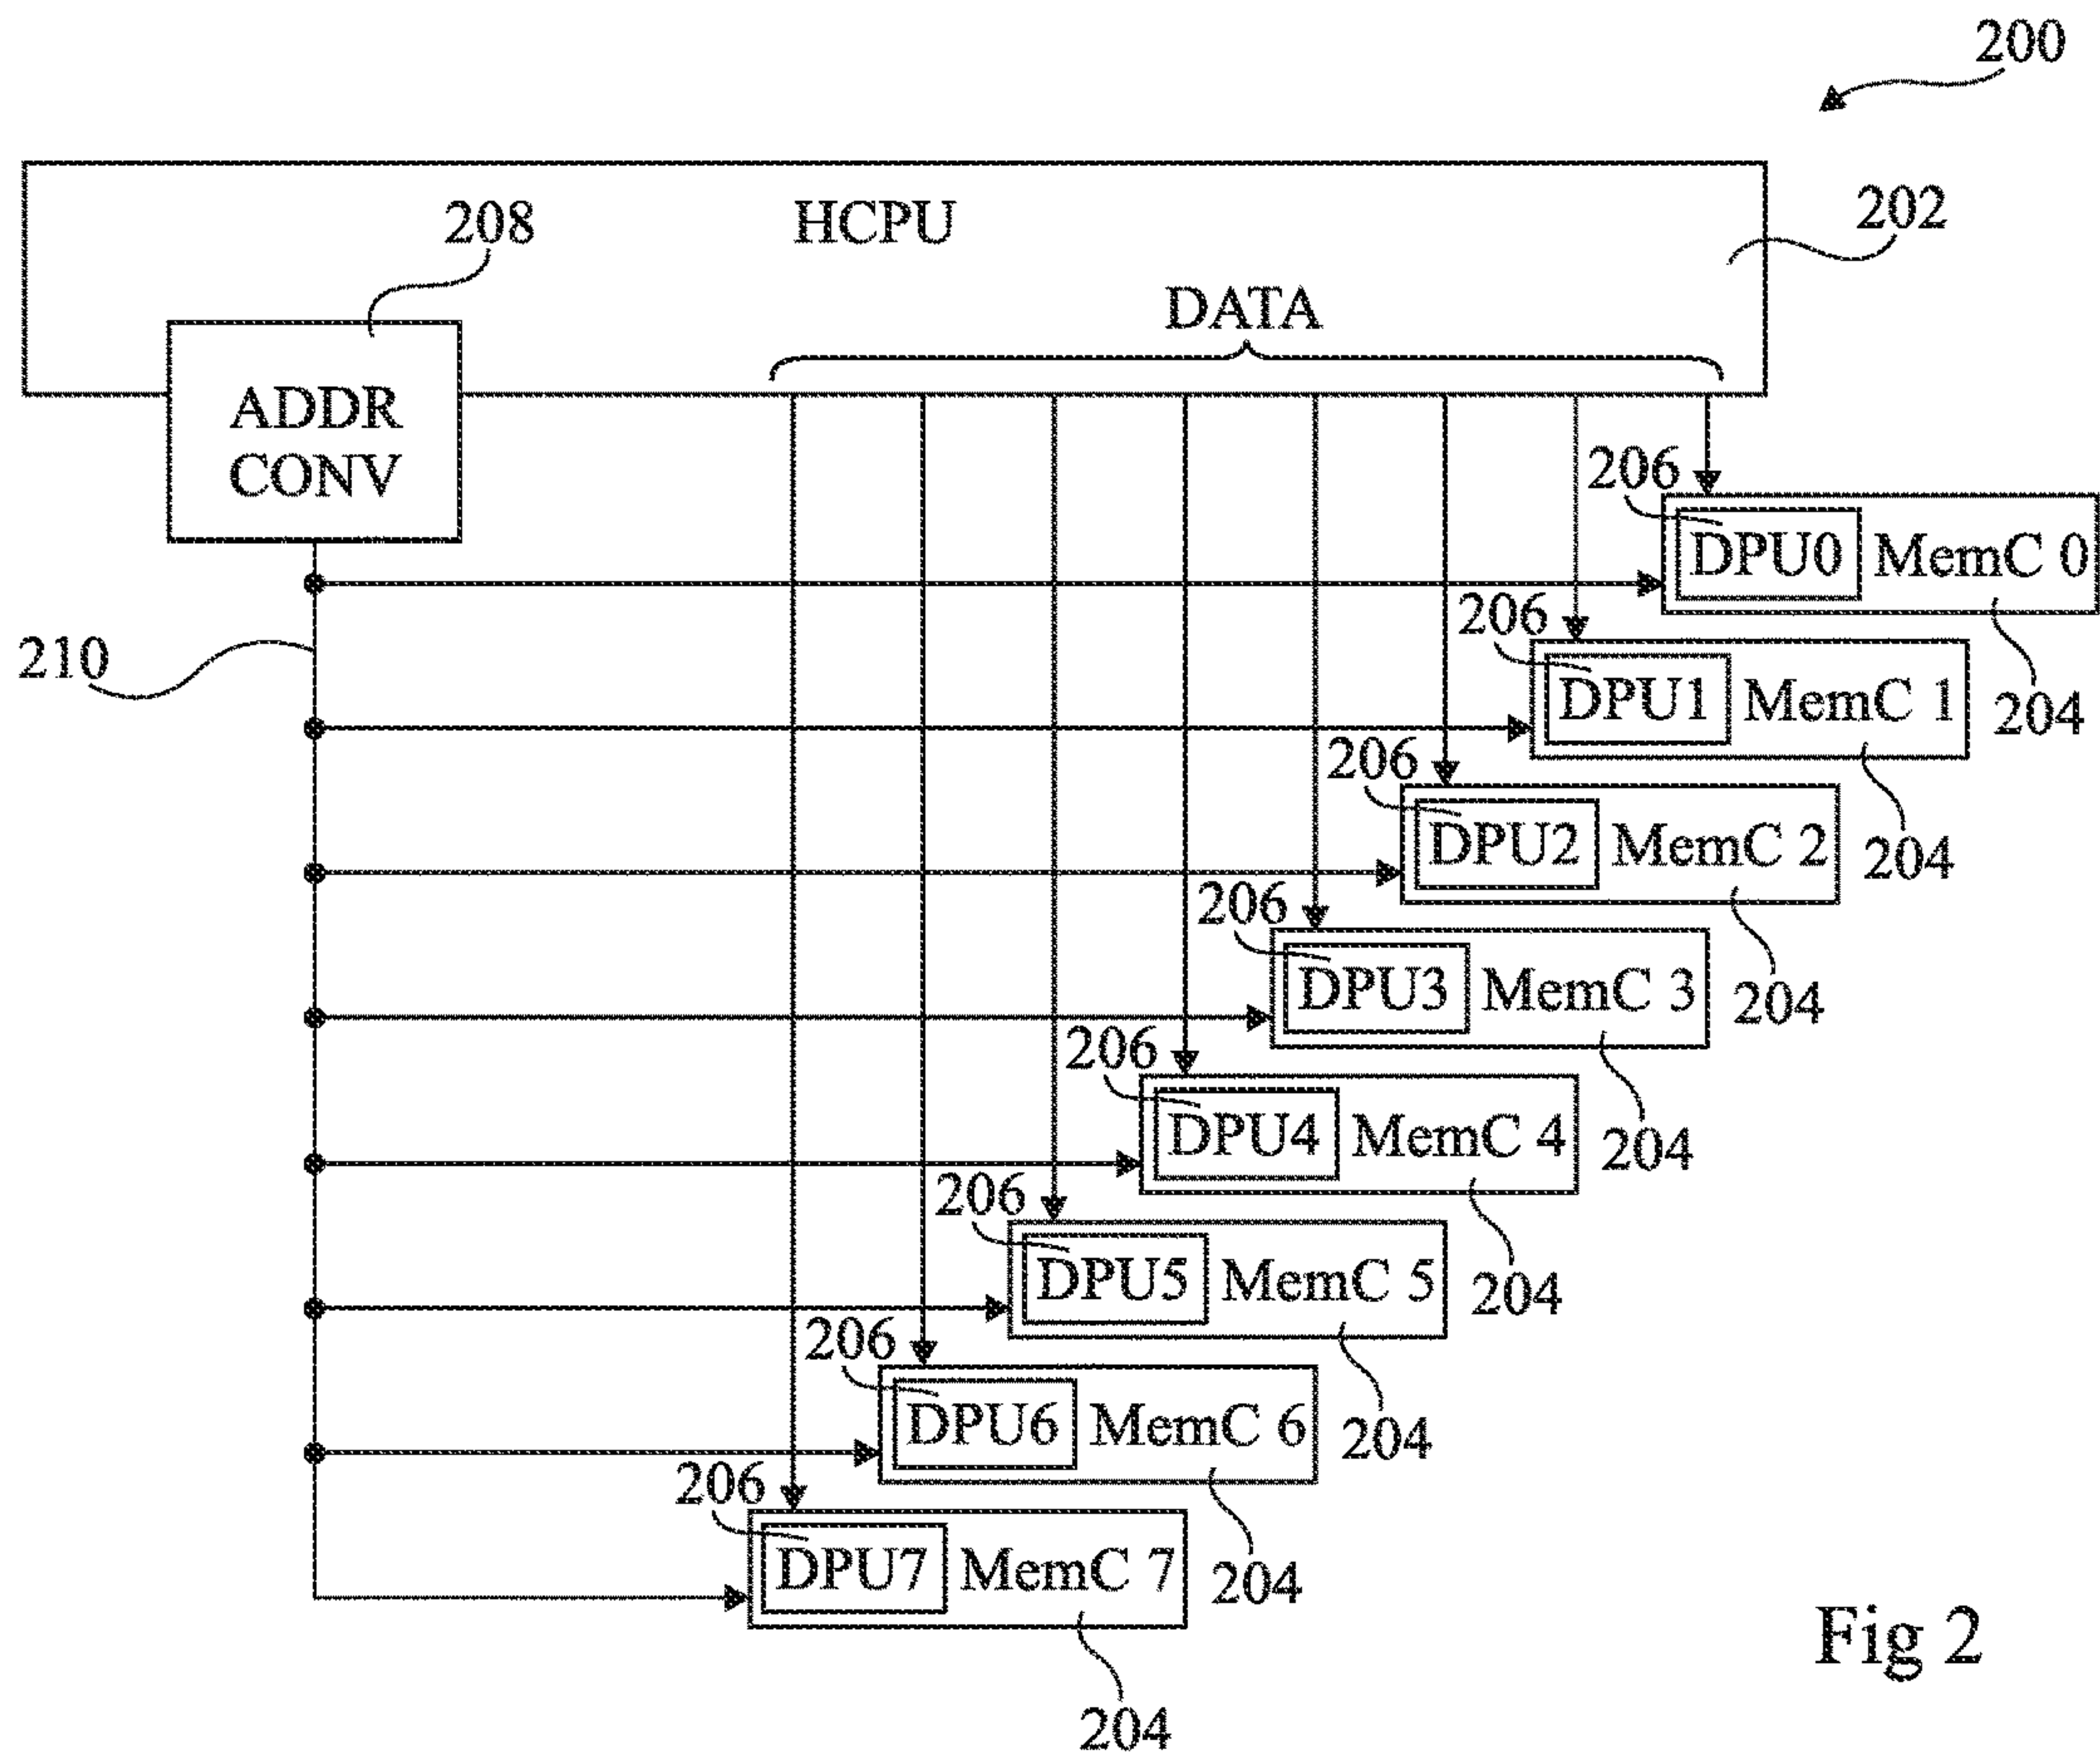 200
202
208
HCPU
DATA
ADDR
CONV
206
DPU0 MemC 0
210
206
204
DPU1 MemC 1
206
204
DPU2 MemC 2
206
204
DPU3 MemC 3
206
204
DPU4 MemC 4
206
204
DPU5 MemC 5
206
204
DPU6 MemC 6
206
204
DPU7 MemC 7
204
Fig 2